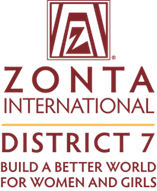 Z
®
ZONTA
INTERNATIONAL
DISTRICT 7
BUILD A BETTER WORLD
FOR WOMEN AND GIRLS